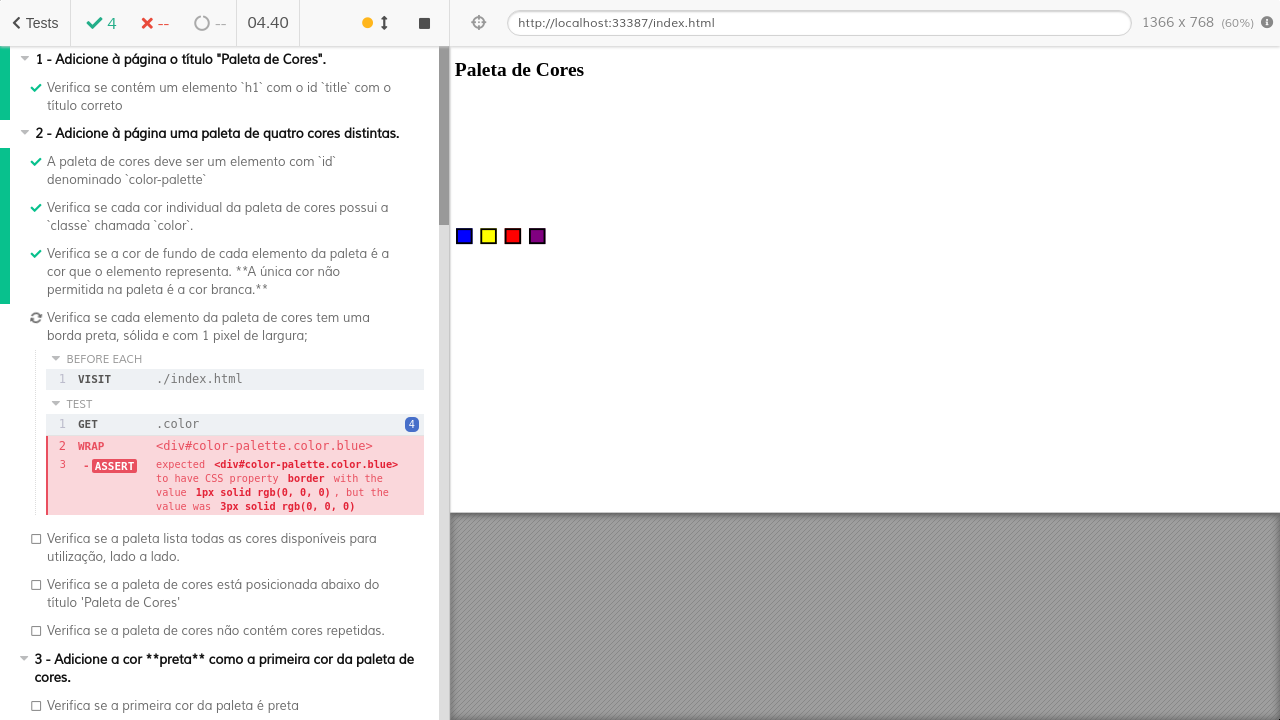 Tests 4 -- -- 04.40
http://localhost:33387/index.html 1366 x 768 (60%)
1 - Adicione à página o título "Paleta de Cores".
Verifica se contém um elemento `h1` com o id `title` com o
título correto
2 - Adicione à página uma paleta de quatro cores distintas.
A paleta de cores deve ser um elemento com `id`
denominado `color-palette`
Verifica se cada cor individual da paleta de cores possui a
`classe` chamada `color`.
Verifica se a cor de fundo de cada elemento da paleta é a
cor que o elemento representa. **A única cor não
permitida na paleta é a cor branca.**
Verifica se cada elemento da paleta de cores tem uma
borda preta, sólida e com 1 pixel de largura;
BEFORE EACH
1 VISIT ./index.html
TEST
1 GET .color 4
2 WRAP <div#color-palette.color.blue>
3 -ASSERT expected <div#color-palette.color.blue>
to have CSS property border with the
value 1px solid rgb(0, 0, 0) , but the
value was 3px solid rgb(0, 0, 0)
Verifica se a paleta lista todas as cores disponíveis para
utilização, lado a lado.
Verifica se a paleta de cores está posicionada abaixo do
título 'Paleta de Cores'
Verifica se a paleta de cores não contém cores repetidas.
3 - Adicione a cor **preta** como a primeira cor da paleta de
cores.
Verifica se a primeira cor da paleta é preta
Paleta de Cores